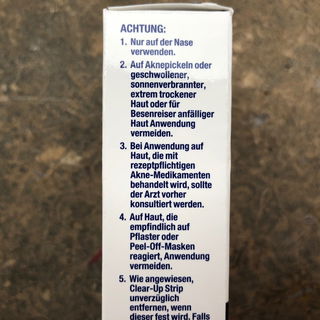 ACHTUNG:
1. Nur auf der Nase
verwenden.
2. Auf Aknepickeln oder
geschwollener,
sonnenverbrannter,
extrem trockener
Haut oder für
Besenreiser anfälliger
Haut Anwendung
vermeiden.
3. Bei Anwendung auf
Haut, die mit
rezeptpflichtigen
Akne-Medikamenten
behandelt wird, sollte
der Arzt vorher
konsultiert werden.
4. Auf Haut, die
empfindlich auf
Pflaster oder
Peel-Off-Masken
reagiert, Anwendung
vermeiden.
5. Wie angewiesen,
Clear-Up Strip
unverzüglich
entfernen, wenn
dieser fest wird. Falls